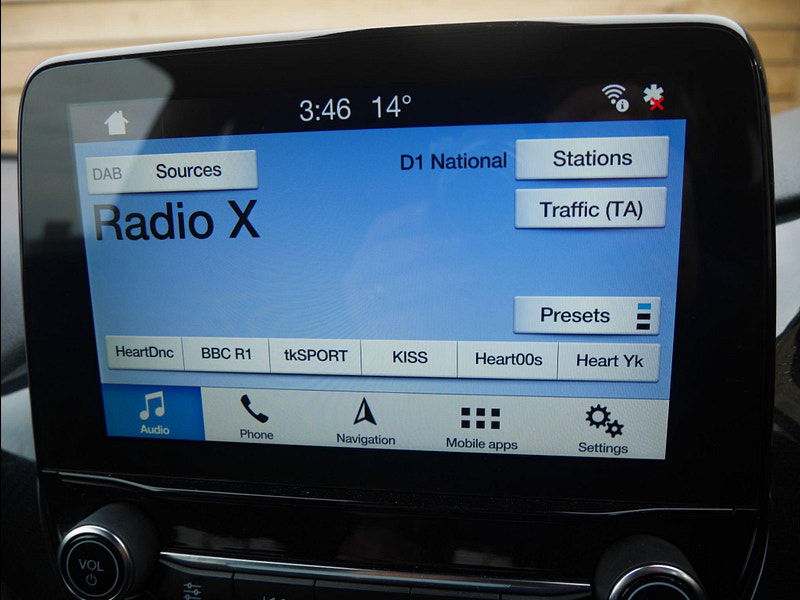 3:46 14°
DAB Sources
D1 National
Stations
Radio X
Traffic (TA)
Presets
HeartDnc BBC R1 tkSPORT KISS Heart00s Heart Yk
Audio Phone Navigation Mobile apps Settings
VOL